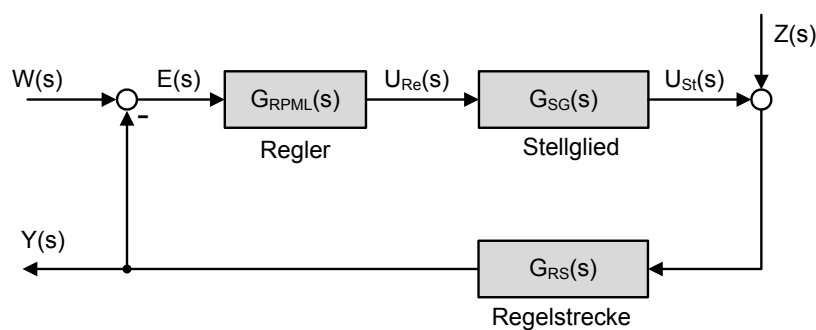 Z(s)
W(s)
E(s)
G_RPML(s)
U_Re(s)
G_SG(s)
U_St(s)
-
Regler
Stellglied
Y(s)
G_RS(s)
Regelstrecke